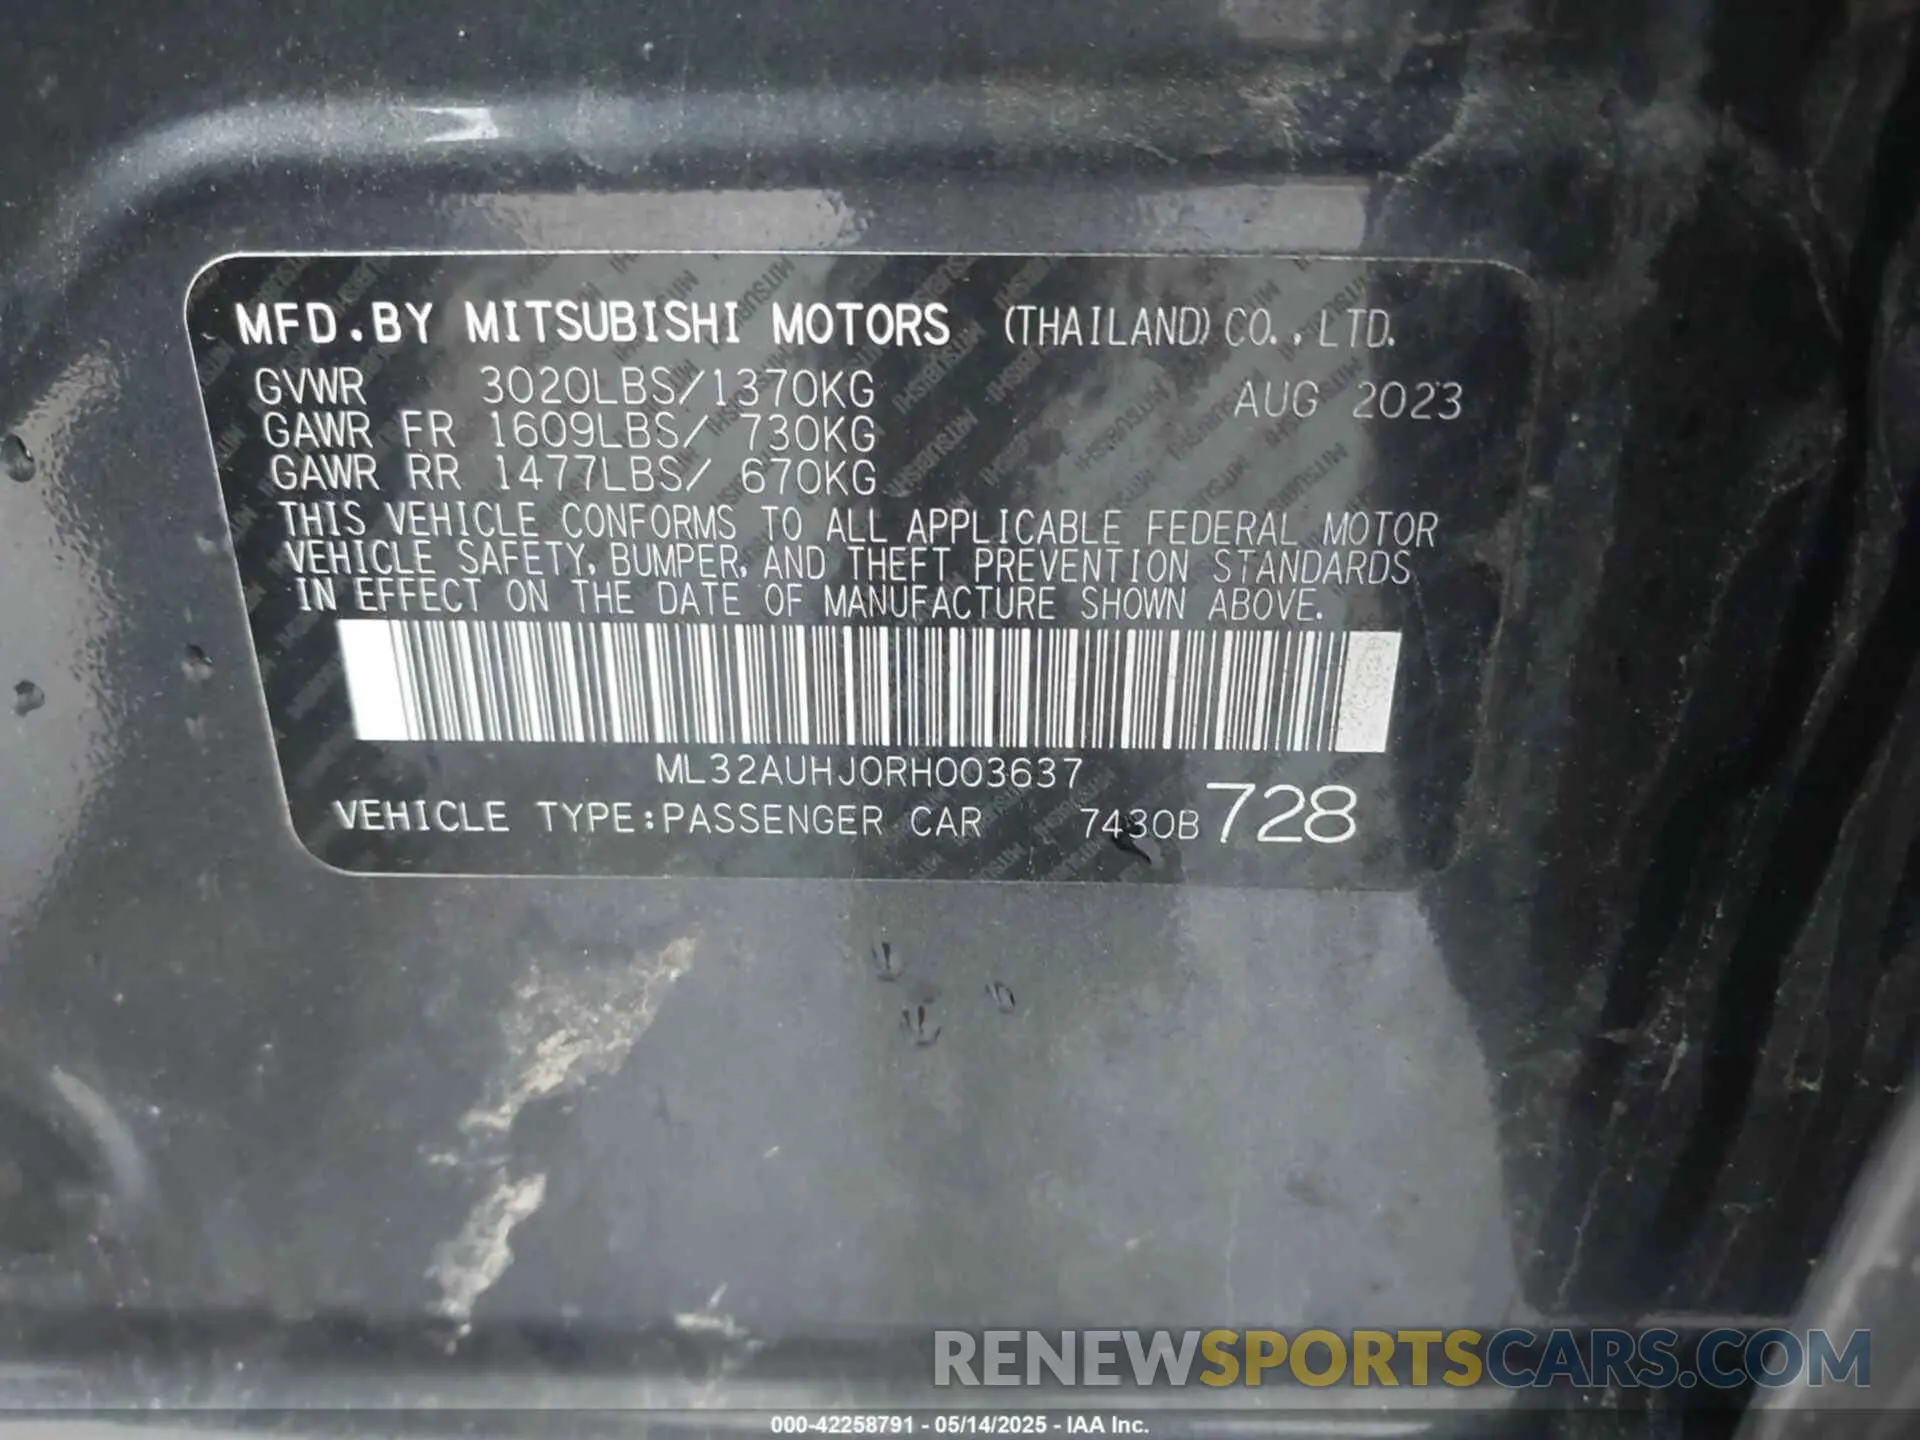 MFD.BY MITSUBISHI MOTORS (THAILAND) CO.,LTD.
GVWR 3020LBS/1370KG AUG 2023
GAWR FR 1609LBS/ 730KG
GAWR RR 1477LBS/ 670KG
THIS VEHICLE CONFORMS TO ALL APPLICABLE FEDERAL MOTOR
VEHICLE SAFETY, BUMPER, AND THEFT PREVENTION STANDARDS
IN EFFECT ON THE DATE OF MANUFACTURE SHOWN ABOVE.
ML32AUHJ0RH003637
VEHICLE TYPE:PASSENGER CAR 7430B 728
RENEWSPORTSCARS.COM
000-42258791 - 05/14/2025 - IAA Inc.